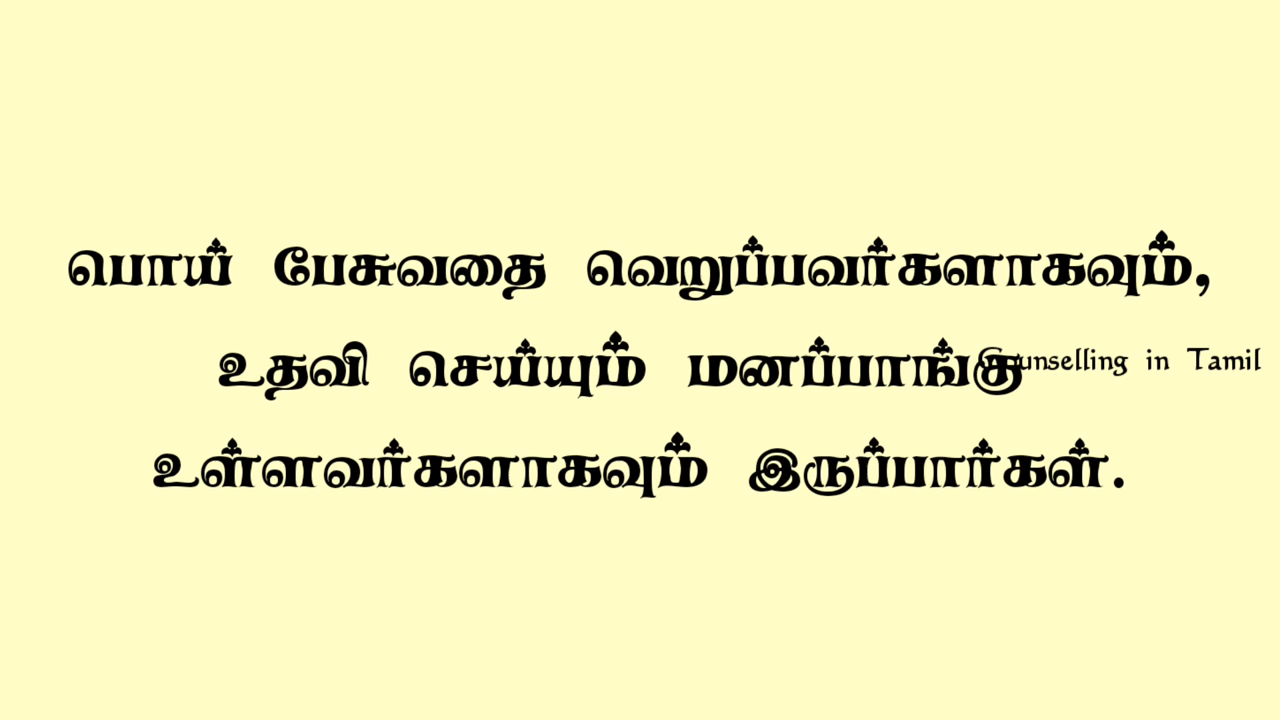 பொய் பேசுவதை வெறுப்பவர்களாகவும்,
உதவி செய்யும் மனப்பாங்கு
Counselling in Tamil
உள்ளவர்களாகவும் இருப்பார்கள்.